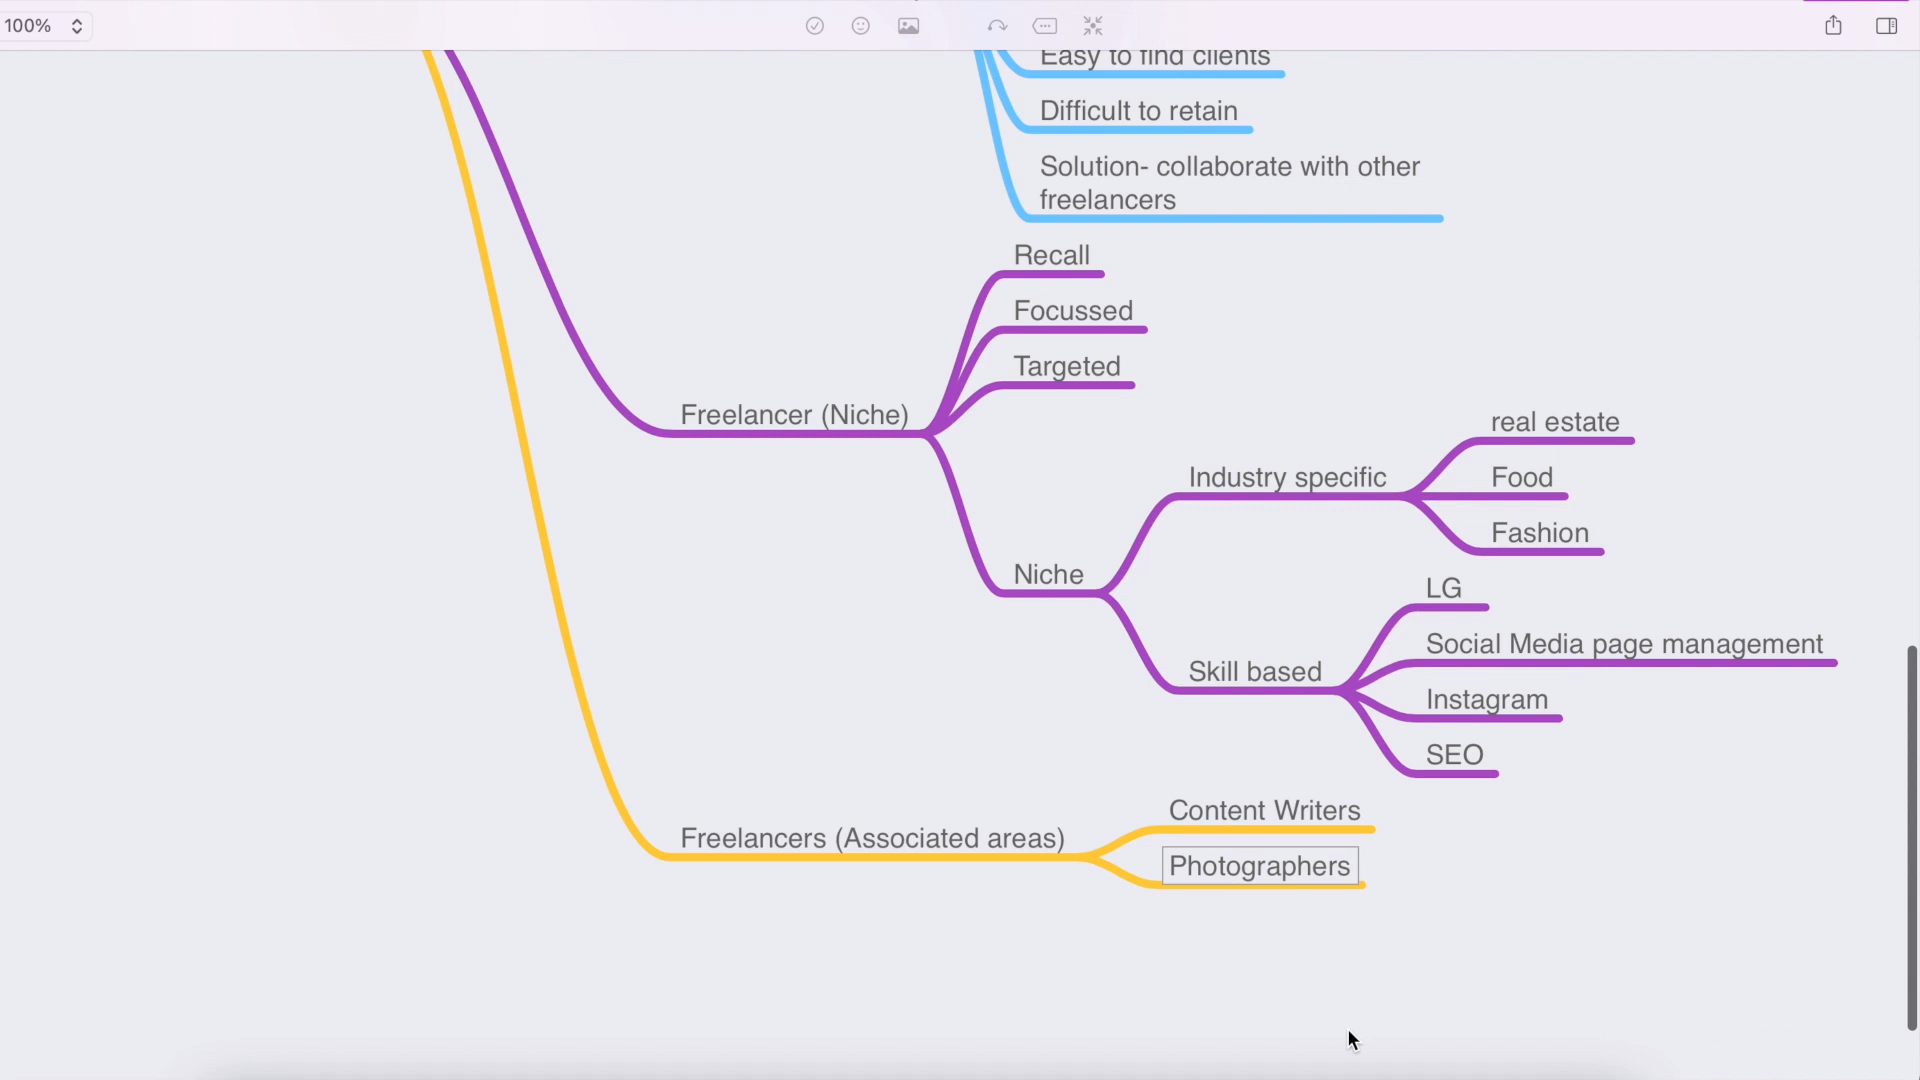 100%
Easy to find clients
Difficult to retain
Solution- collaborate with other
freelancers
Recall
Focussed
Targeted
Freelancer (Niche)
real estate
Industry specific
Food
Fashion
Niche
LG
Social Media page management
Skill based
Instagram
SEO
Content Writers
Freelancers (Associated areas)
Photographers